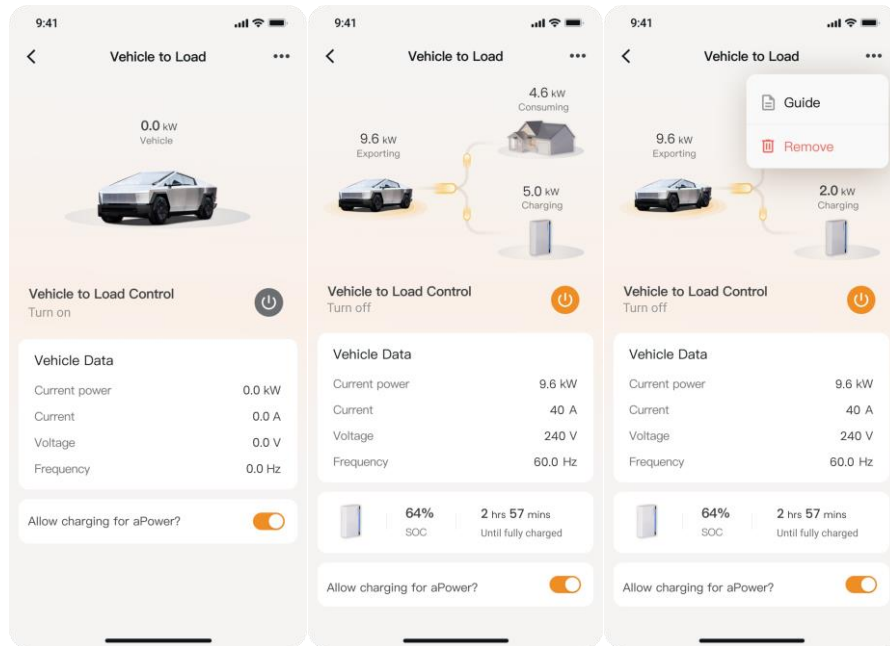 9:41
Vehicle to Load
0.0 kW
Vehicle
Vehicle to Load Control
Turn on
Vehicle Data
Current power 0.0 kW
Current 0.0 A
Voltage 0.0 V
Frequency 0.0 Hz
Allow charging for aPower?
9:41
Vehicle to Load
4.6 kW
Consuming
9.6 kW
Exporting
5.0 kW
Charging
Vehicle to Load Control
Turn off
Vehicle Data
Current power 9.6 kW
Current 40 A
Voltage 240 V
Frequency 60.0 Hz
64% 2 hrs 57 mins
SOC Until fully charged
Allow charging for aPower?
9:41
Vehicle to Load
Guide
Remove
9.6 kW
Exporting
2.0 kW
Charging
Vehicle to Load Control
Turn off
Vehicle Data
Current power 9.6 kW
Current 40 A
Voltage 240 V
Frequency 60.0 Hz
64% 2 hrs 57 mins
SOC Until fully charged
Allow charging for aPower?